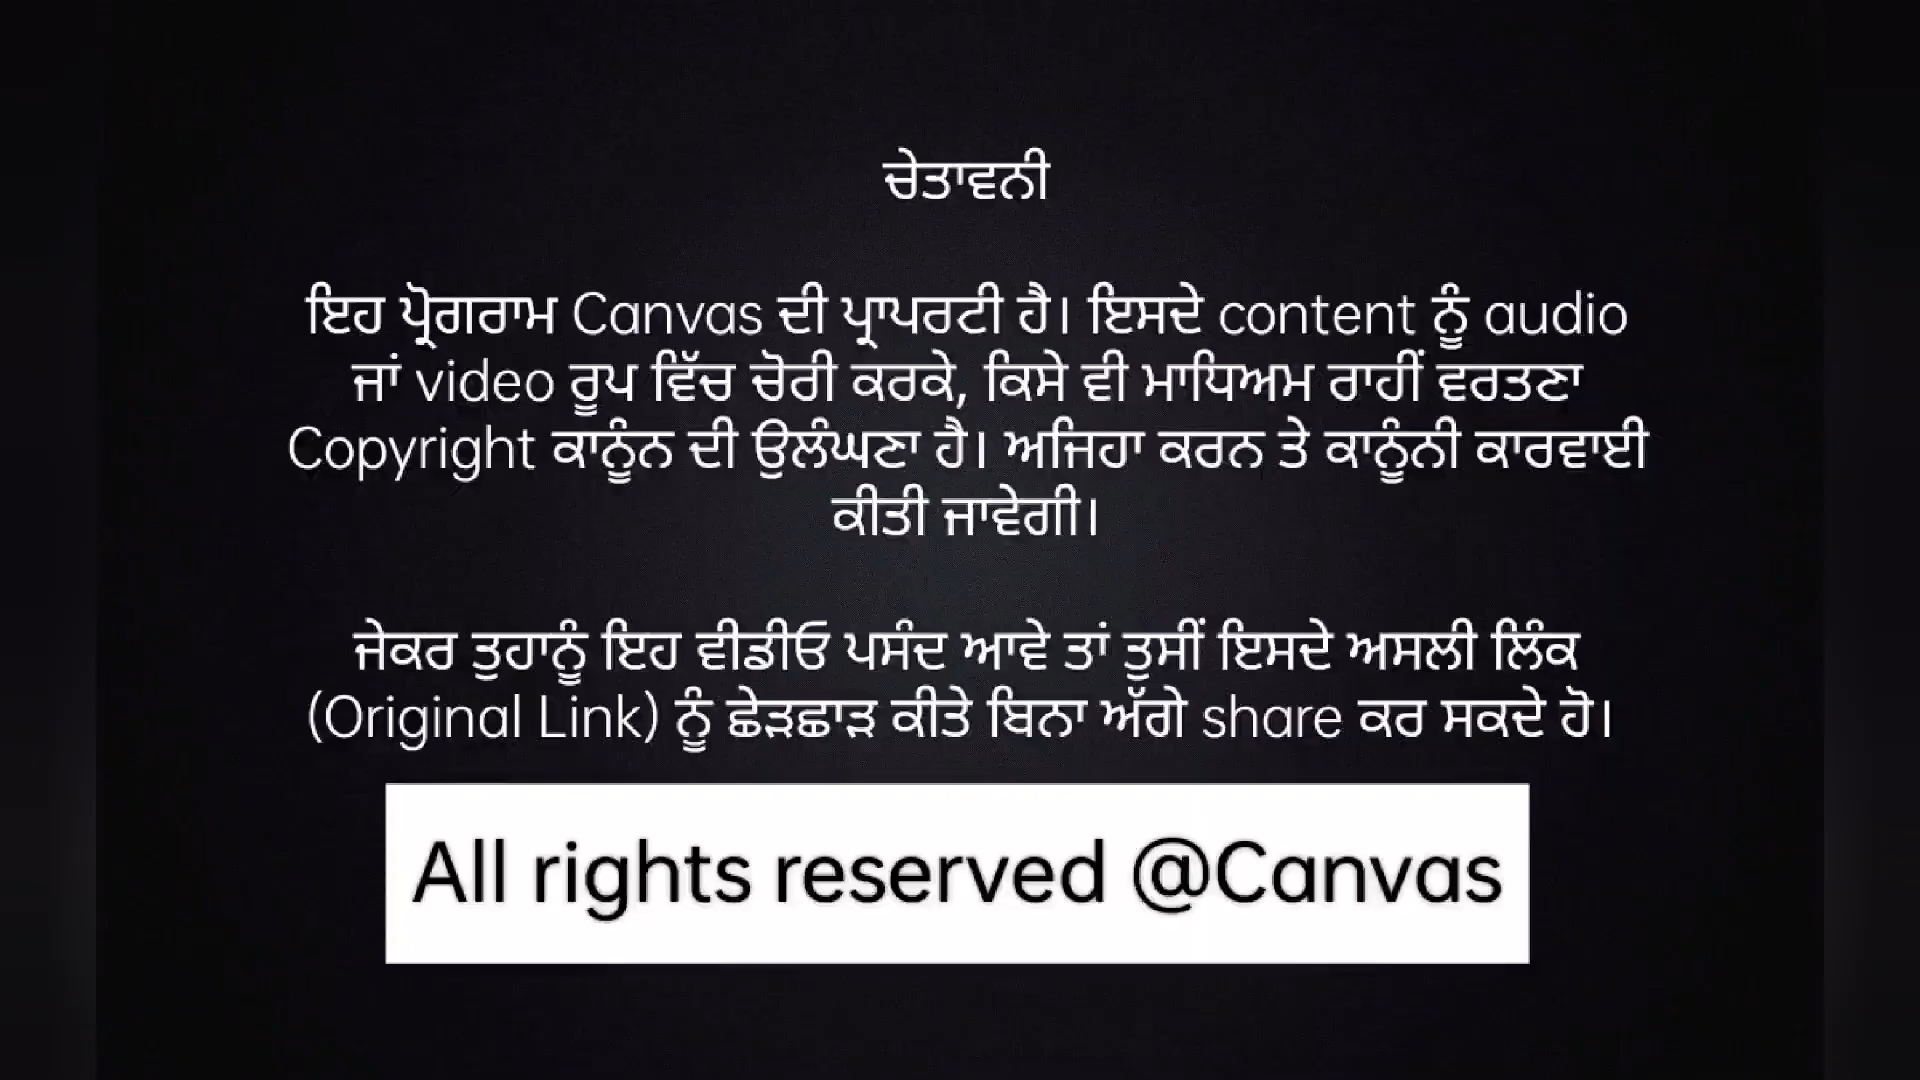 ਚੇਤਾਵਨੀ
ਇਹ ਪ੍ਰੋਗਰਾਮ Canvas ਦੀ ਪ੍ਰਾਪਰਟੀ ਹੈ। ਇਸਦੇ content ਨੂੰ audio
ਜਾਂ video ਰੂਪ ਵਿੱਚ ਚੋਰੀ ਕਰਕੇ, ਕਿਸੇ ਵੀ ਮਾਧਿਅਮ ਰਾਹੀਂ ਵਰਤਣਾ
Copyright ਕਾਨੂੰਨ ਦੀ ਉਲੰਘਣਾ ਹੈ। ਅਜਿਹਾ ਕਰਨ ਤੇ ਕਾਨੂੰਨੀ ਕਾਰਵਾਈ
ਕੀਤੀ ਜਾਵੇਗੀ।
ਜੇਕਰ ਤੁਹਾਨੂੰ ਇਹ ਵੀਡੀਓ ਪਸੰਦ ਆਵੇ ਤਾਂ ਤੁਸੀਂ ਇਸਦੇ ਅਸਲੀ ਲਿੰਕ
(Original Link) ਨੂੰ ਛੇੜਛਾੜ ਕੀਤੇ ਬਿਨਾ ਅੱਗੇ share ਕਰ ਸਕਦੇ ਹੋ।
All rights reserved @Canvas